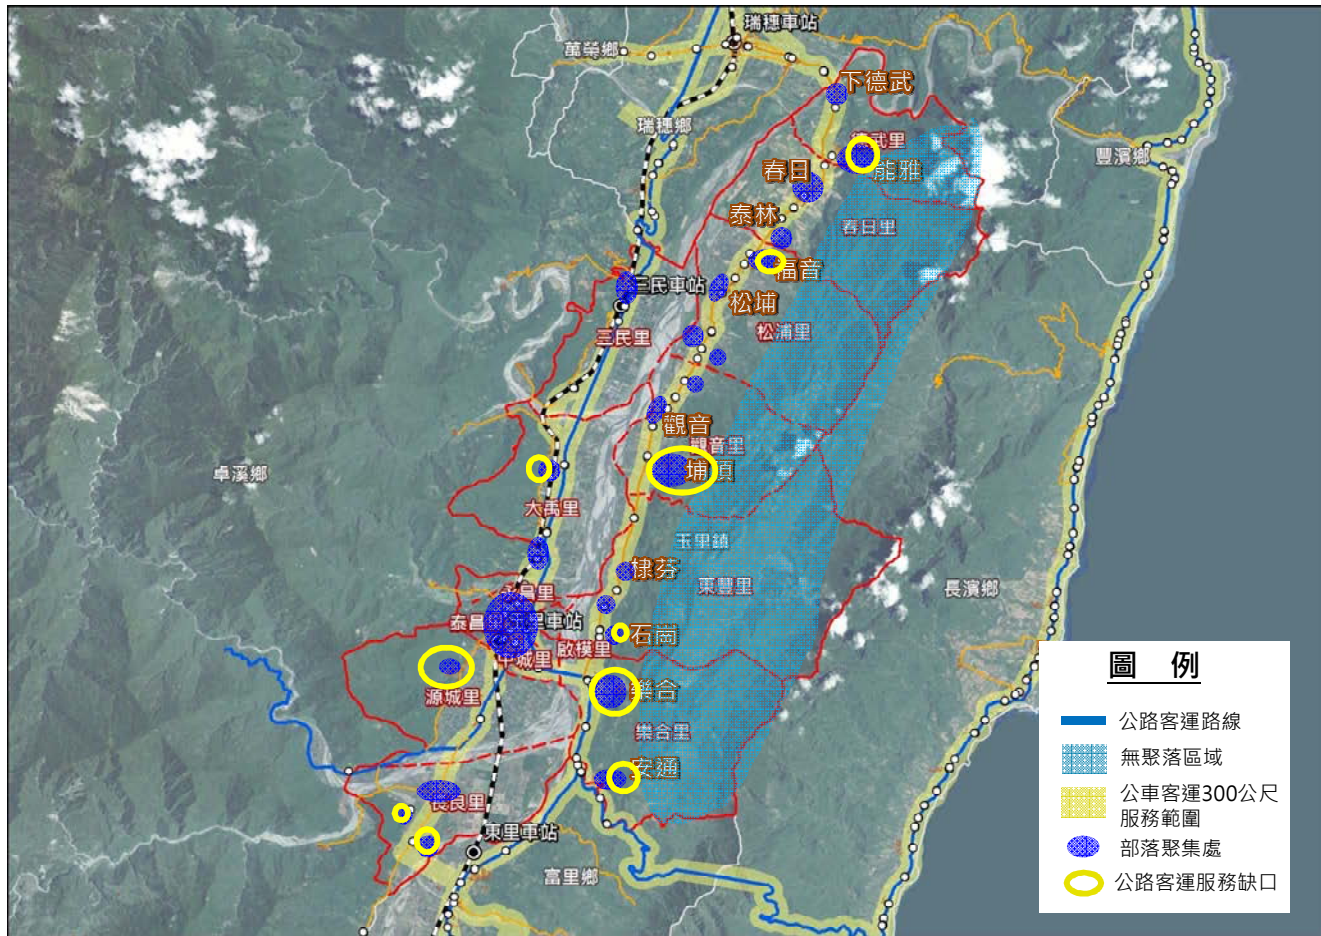 瑞穗車站
萬榮鄉
下德武
瑞穗鄉
德武里
豐濱鄉
春日
能雅
泰林
春日里
福音
三民車站
松埔
松浦里
三民里
觀音
觀音里
埔頂
卓溪鄉
大禹里
玉里鎮
棣芬
東豐里
長濱鄉
永昌里
泰昌里
玉里車站
石崗
啟模里
中城里
源城里
樂合
樂合里
安通
長良里
東里車站
富里鄉
圖 例
公路客運路線
無聚落區域
公車客運300公尺
服務範圍
部落聚集處
公路客運服務缺口